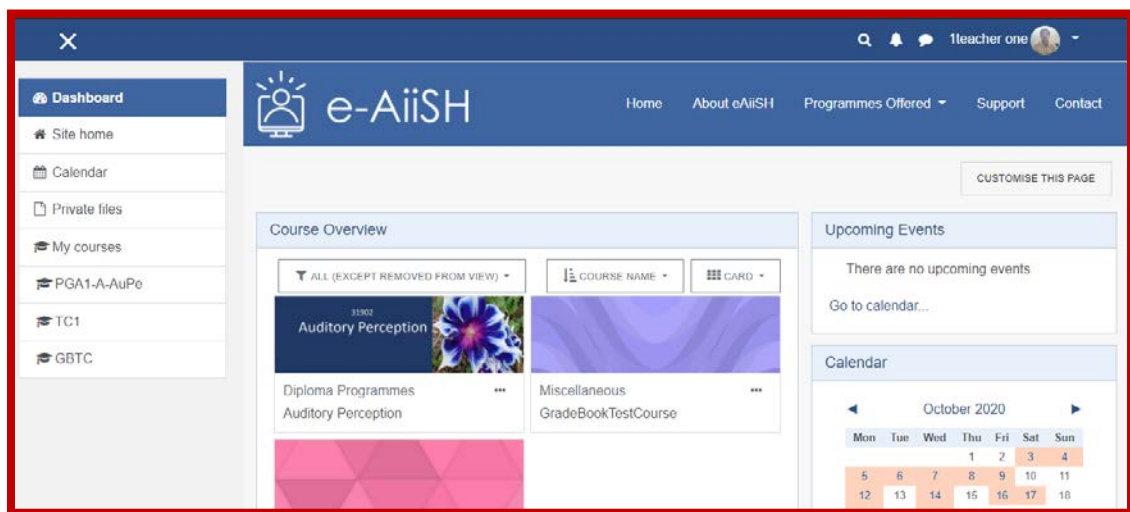 1teacher one
Dashboard
Site home
Calendar
Private files
My courses
PGA1-A-AuPe
TC1
GBTC
e-AiiSH
Home About eAiiSH Programmes Offered Support Contact
CUSTOMISE THIS PAGE
Course Overview
ALL (EXCEPT REMOVED FROM VIEW) COURSE NAME CARD
31902
Auditory Perception
Diploma Programmes ...
Auditory Perception
Miscellaneous ...
GradeBookTestCourse
Upcoming Events
There are no upcoming events
Go to calendar...
Calendar
◄ October 2020 ►
Mon Tue Wed Thu Fri Sat Sun
1 2 3 4
5 6 7 8 9 10 11
12 13 14 15 16 17 18